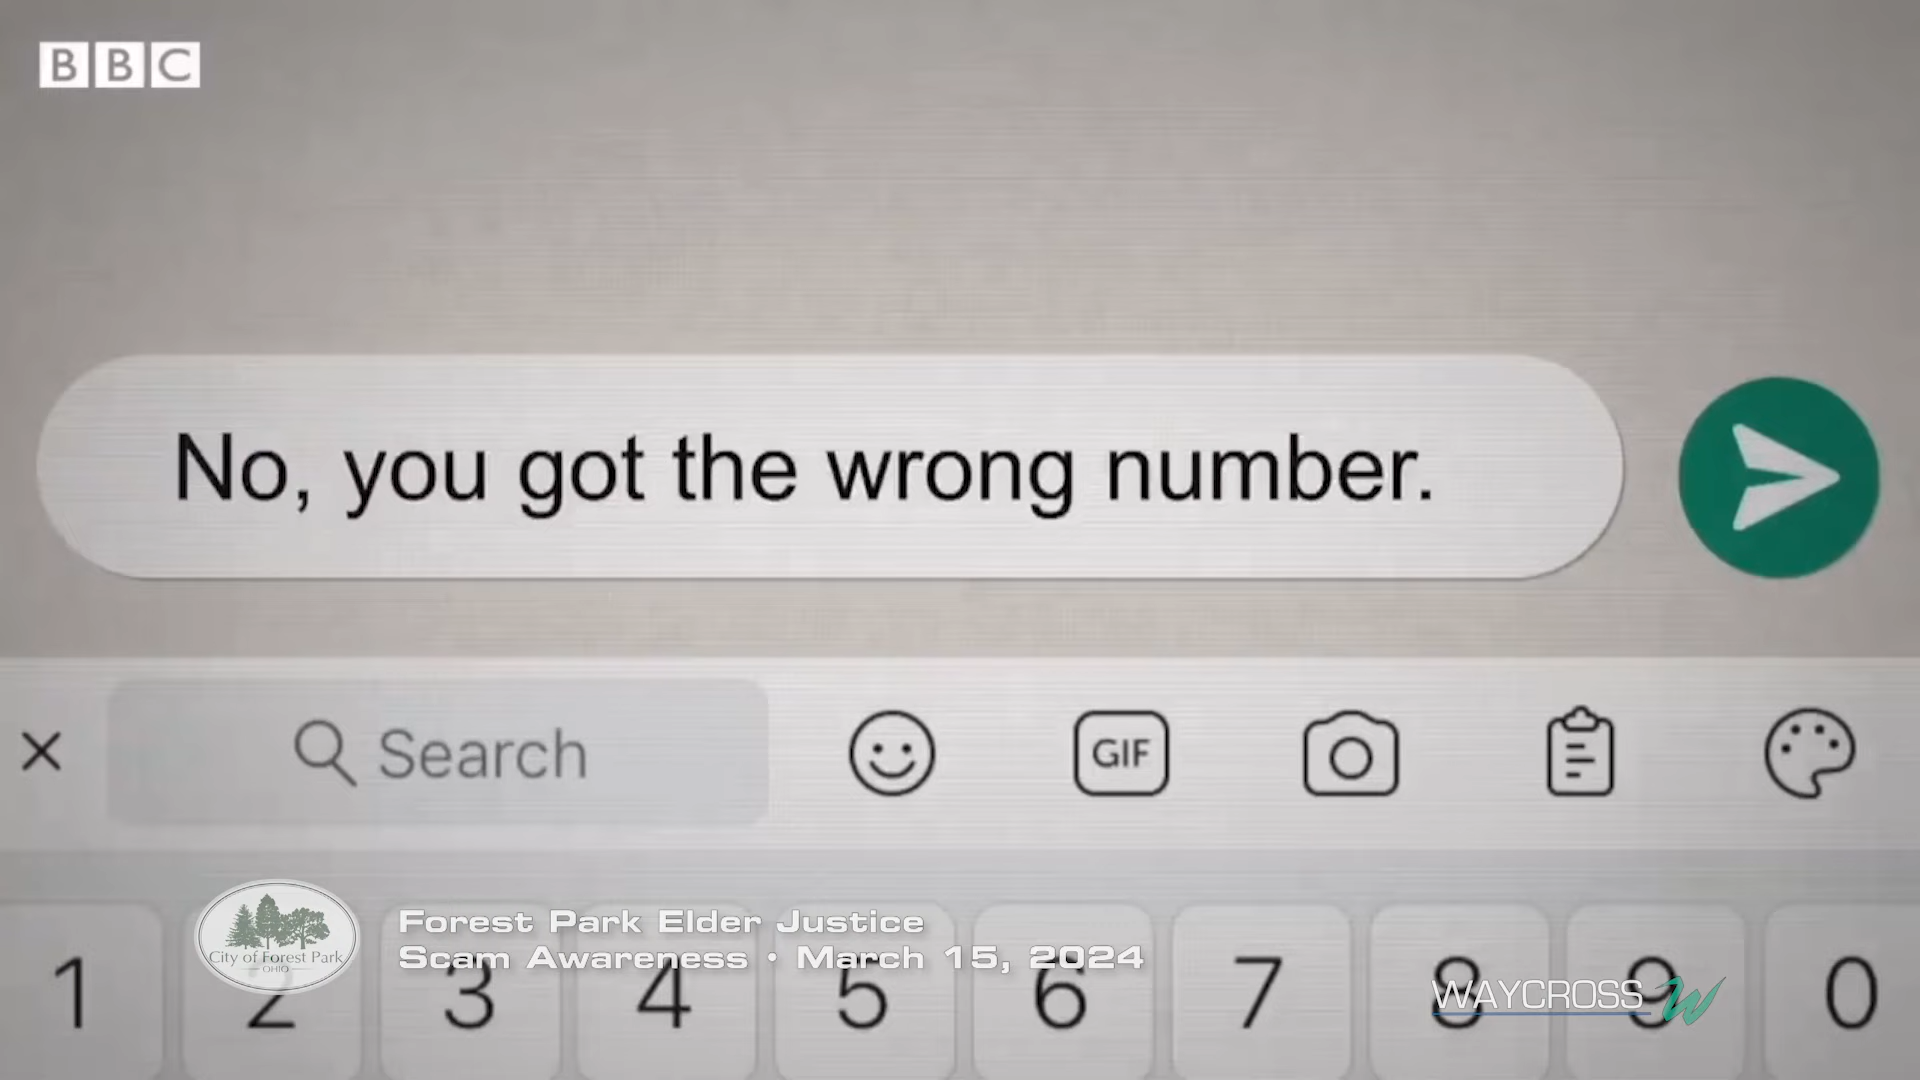 BBC
No, you got the wrong number.
× Search
GIF
Forest Park Elder Justice
Scam Awareness • March 15, 2024
City of Forest Park
OHIO
1 2 3 4 5 6 7 8 9 0
WAYCROSS W